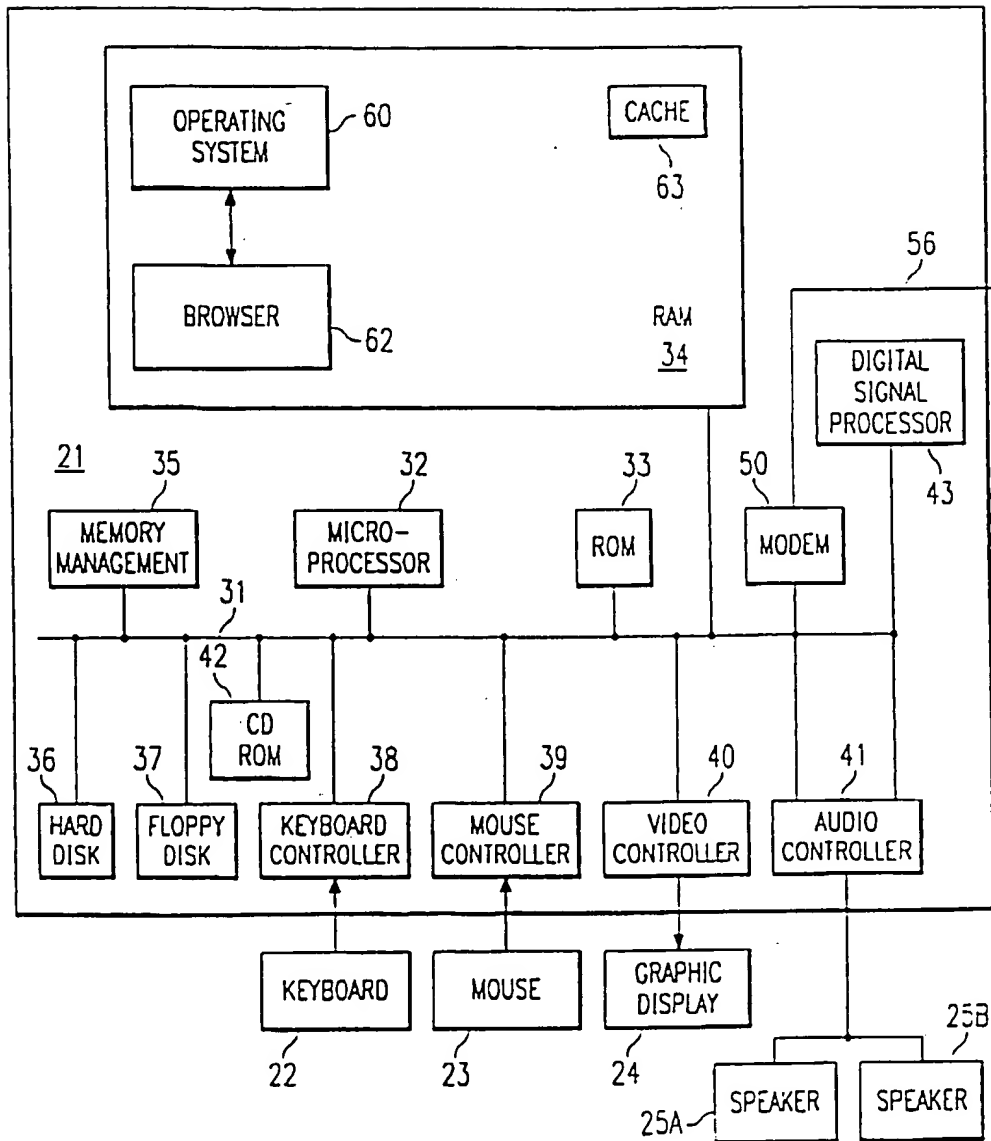 OPERATING
SYSTEM
60
CACHE
63
BROWSER
62
RAM
34
56
DIGITAL
SIGNAL
PROCESSOR
43
21
35
MEMORY
MANAGEMENT
32
MICRO-
PROCESSOR
33
ROM
50
MODEM
31
42
CD
ROM
36
HARD
DISK
37
FLOPPY
DISK
38
KEYBOARD
CONTROLLER
39
MOUSE
CONTROLLER
40
VIDEO
CONTROLLER
41
AUDIO
CONTROLLER
KEYBOARD
22
MOUSE
23
GRAPHIC
DISPLAY
24
25A
SPEAKER
25B
SPEAKER